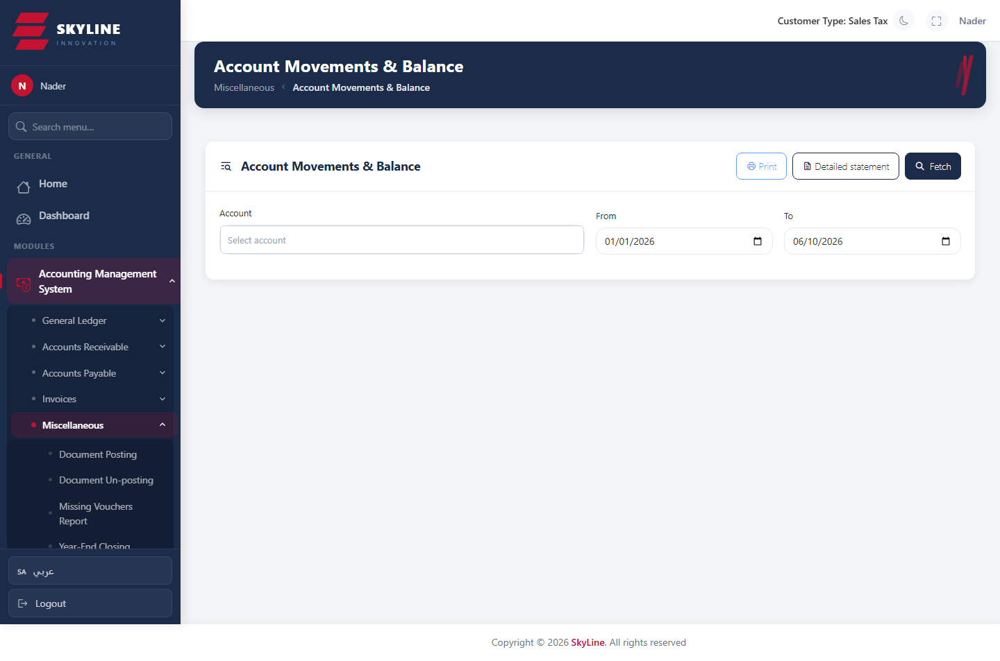 SKYLINE
INNOVATION
N Nader
Search menu...
GENERAL
Home
Dashboard
MODULES
Accounting Management
System
General Ledger
Accounts Receivable
Accounts Payable
Invoices
Miscellaneous
Document Posting
Document Un-posting
Missing Vouchers
Report
Year-End Closing
SA عربي
Logout
Customer Type: Sales Tax
Nader
Account Movements & Balance
Miscellaneous < Account Movements & Balance
Account Movements & Balance
Print
Detailed statement
Fetch
Account
Select account
From
01/01/2026
To
06/10/2026
Copyright © 2026 SkyLine. All rights reserved